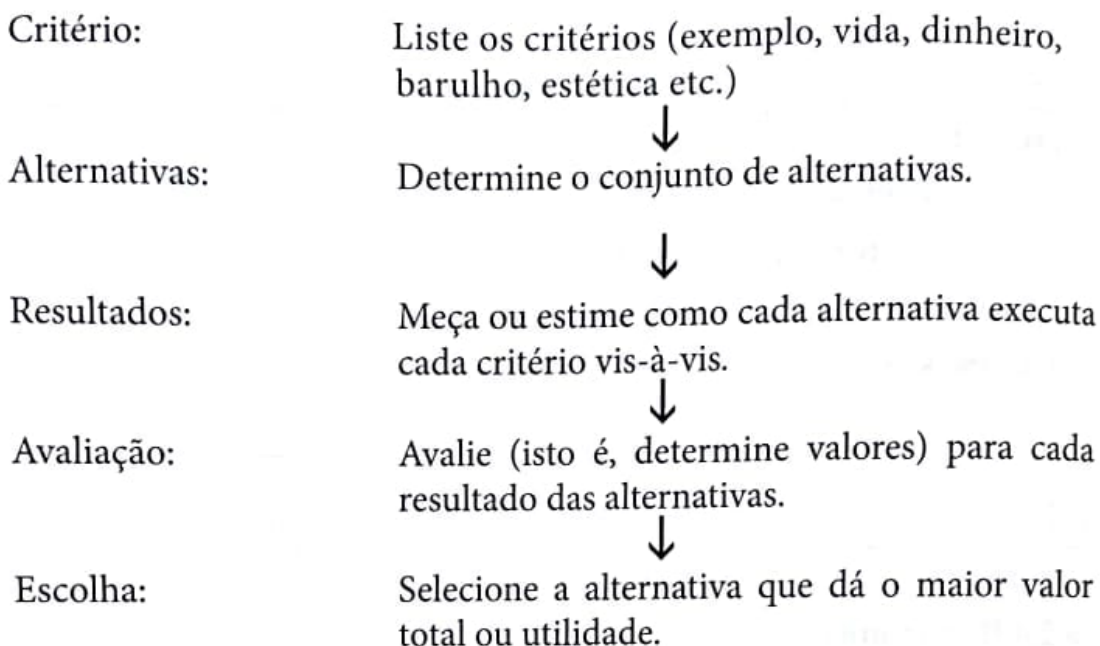 Critério:
Liste os critérios (exemplo, vida, dinheiro,
barulho, estética etc.)
Alternativas:
Determine o conjunto de alternativas.
Resultados:
Meça ou estime como cada alternativa executa
cada critério vis-à-vis.
Avaliação:
Avalie (isto é, determine valores) para cada
resultado das alternativas.
Escolha:
Selecione a alternativa que dá o maior valor
total ou utilidade.